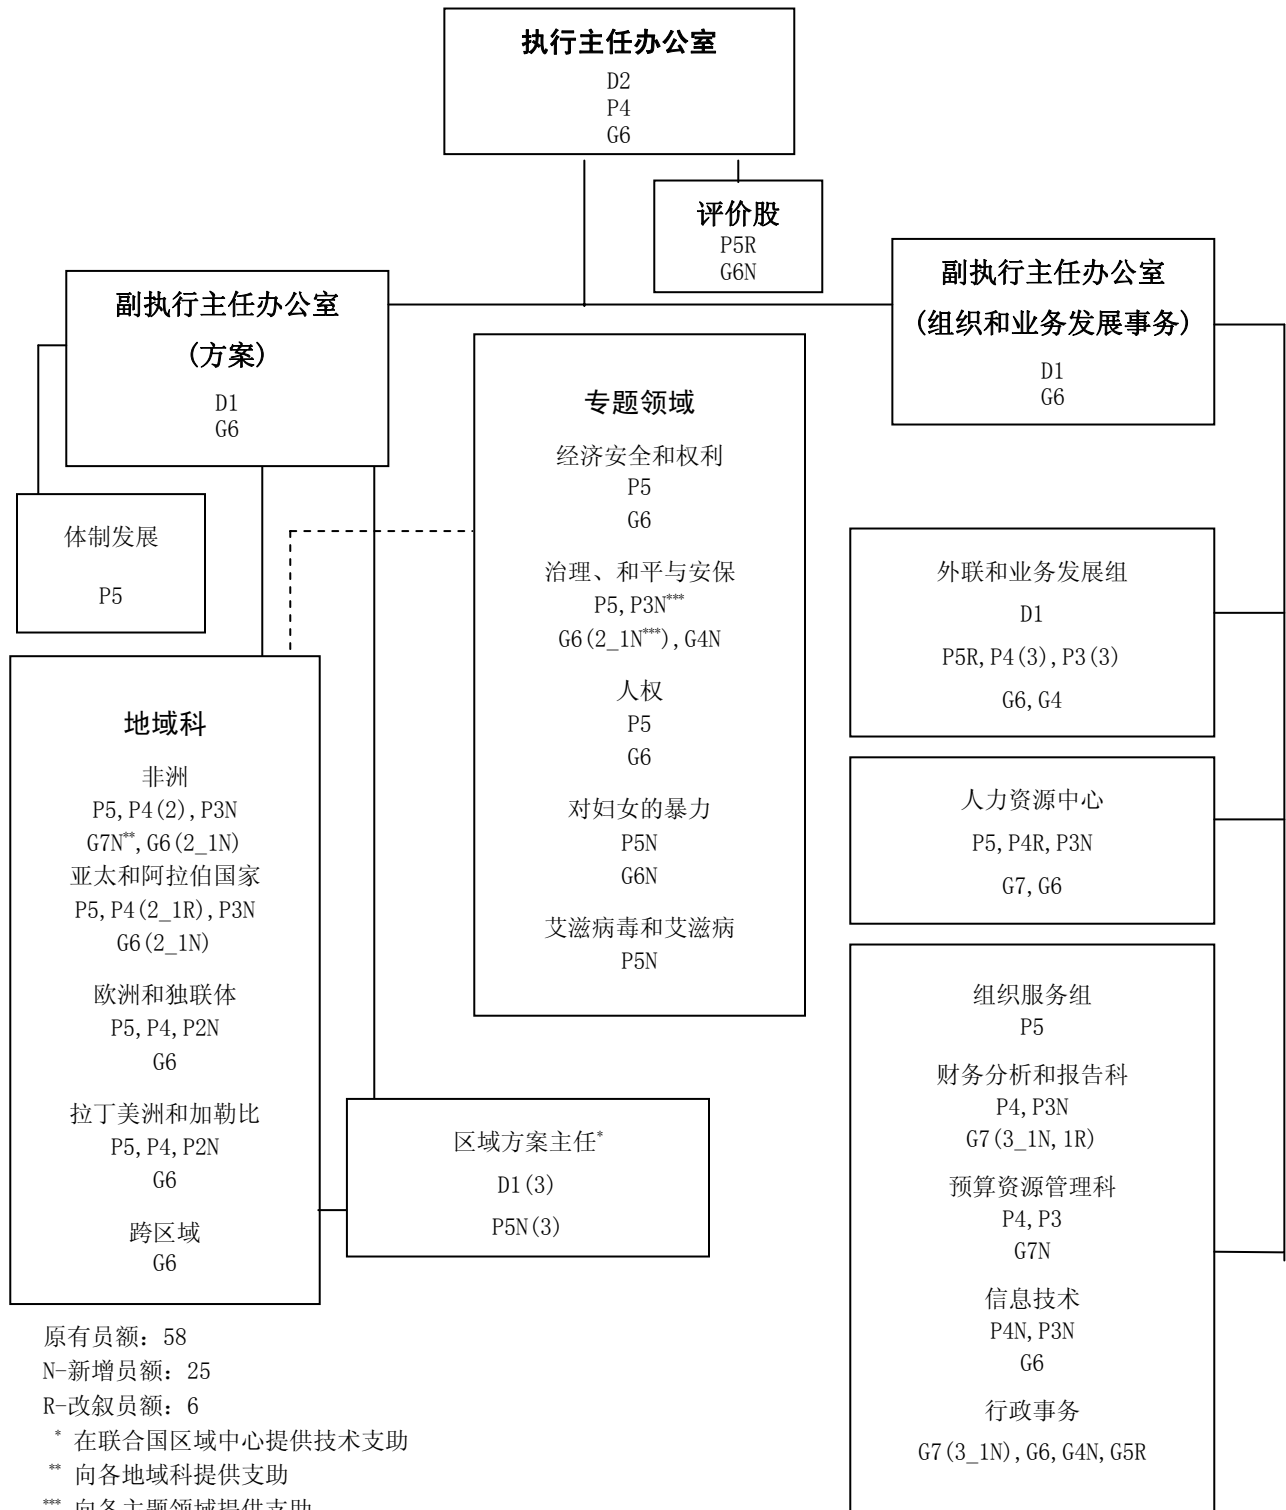 执行主任办公室
D2
P4
G6
评价股
P5R
G6N
副执行主任办公室
(方案)
D1
G6
副执行主任办公室
(组织和业务发展事务)
D1
G6
体制发展
P5
专题领域
经济安全和权利
P5
G6
治理、和平与安保
P5,P3N***
G6(2_1N***),G4N
人权
P5
G6
对妇女的暴力
P5N
G6N
艾滋病毒和艾滋病
P5N
地域科
非洲
P5,P4(2),P3N
G7N**,G6(2_1N)
亚太和阿拉伯国家
P5,P4(2_1R),P3N
G6(2_1N)
欧洲和独联体
P5,P4,P2N
G6
拉丁美洲和加勒比
P5,P4,P2N
G6
跨区域
G6
区域方案主任*
D1(3)
P5N(3)
外联和业务发展组
D1
P5R,P4(3),P3(3)
G6,G4
人力资源中心
P5,P4R,P3N
G7,G6
组织服务组
P5
财务分析和报告科
P4,P3N
G7(3_1N,1R)
预算资源管理科
P4,P3
G7N
信息技术
P4N,P3N
G6
行政事务
G7(3_1N),G6,G4N,G5R
原有员额：58
N-新增员额：25
R-改叙员额：6
* 在联合国区域中心提供技术支助
** 向各地域科提供支助
*** 向各主题领域提供支助